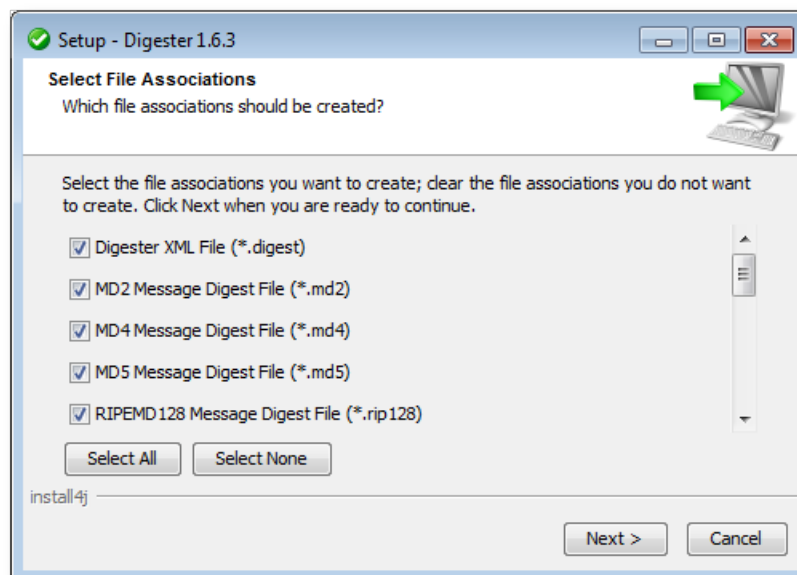 Setup - Digester 1.6.3
Select File Associations
Which file associations should be created?
Select the file associations you want to create; clear the file associations you do not want
to create. Click Next when you are ready to continue.
Digester XML File (*.digest)
MD2 Message Digest File (*.md2)
MD4 Message Digest File (*.md4)
MD5 Message Digest File (*.md5)
RIPEMD128 Message Digest File (*.rip128)
Select All Select None
install4j
Next > Cancel